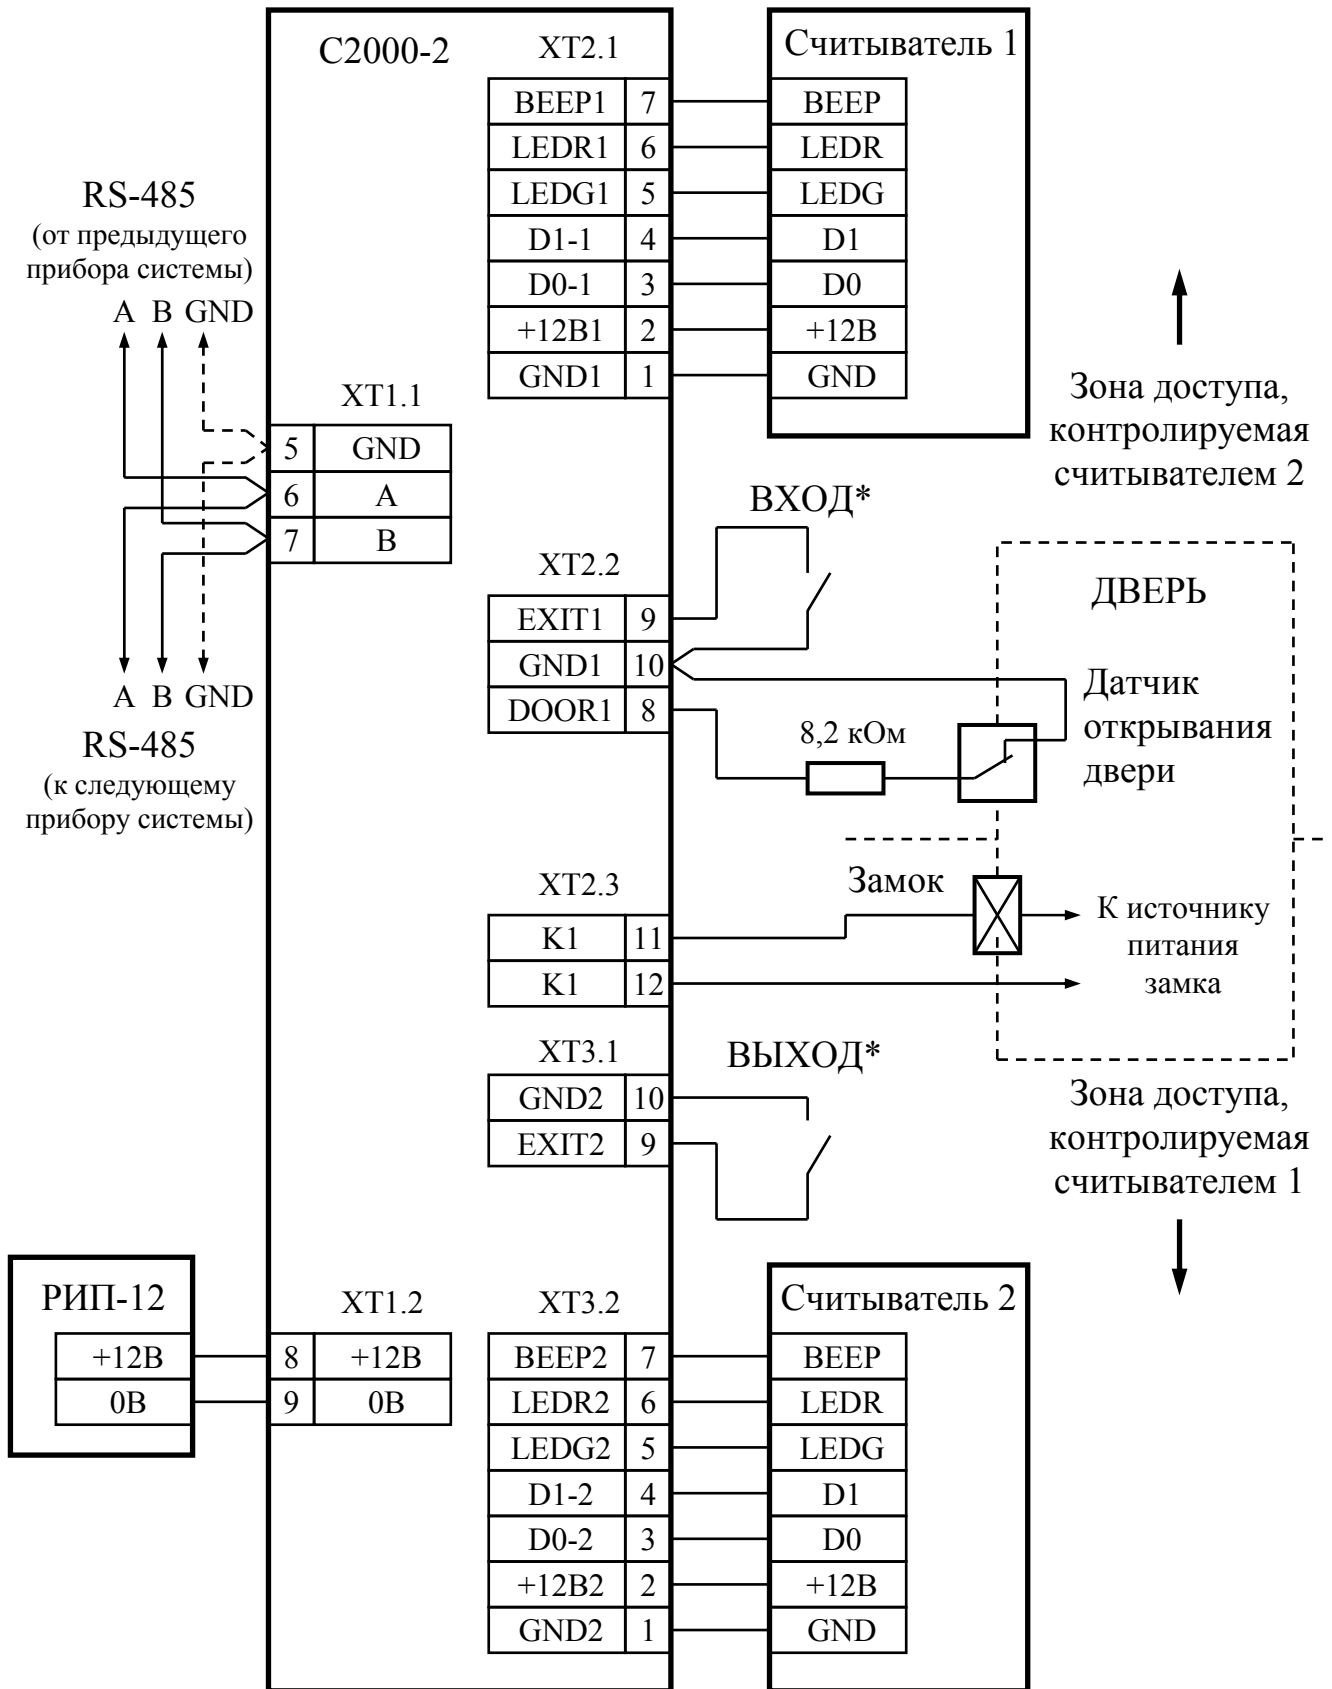 С2000-2
XT2.1
BEEP1 7
LEDR1 6
LEDG1 5
D1-1 4
D0-1 3
+12В1 2
GND1 1
Считыватель 1
BEEP
LEDR
LEDG
D1
D0
+12В
GND
RS-485
(от предыдущего
прибора системы)
A B GND
XT1.1
5 GND
6 A
7 B
A B GND
RS-485
(к следующему
прибору системы)
Зона доступа,
контролируемая
считывателем 2
ВХОД*
XT2.2
EXIT1 9
GND1 10
DOOR1 8
8,2 кОм
ДВЕРЬ
Датчик
открывания
двери
XT2.3
K1 11
K1 12
Замок
К источнику
питания
замка
XT3.1
GND2 10
EXIT2 9
ВЫХОД*
Зона доступа,
контролируемая
считывателем 1
РИП-12
+12В
0В
XT1.2
8 +12В
9 0В
XT3.2
BEEP2 7
LEDR2 6
LEDG2 5
D1-2 4
D0-2 3
+12В2 2
GND2 1
Считыватель 2
BEEP
LEDR
LEDG
D1
D0
+12В
GND